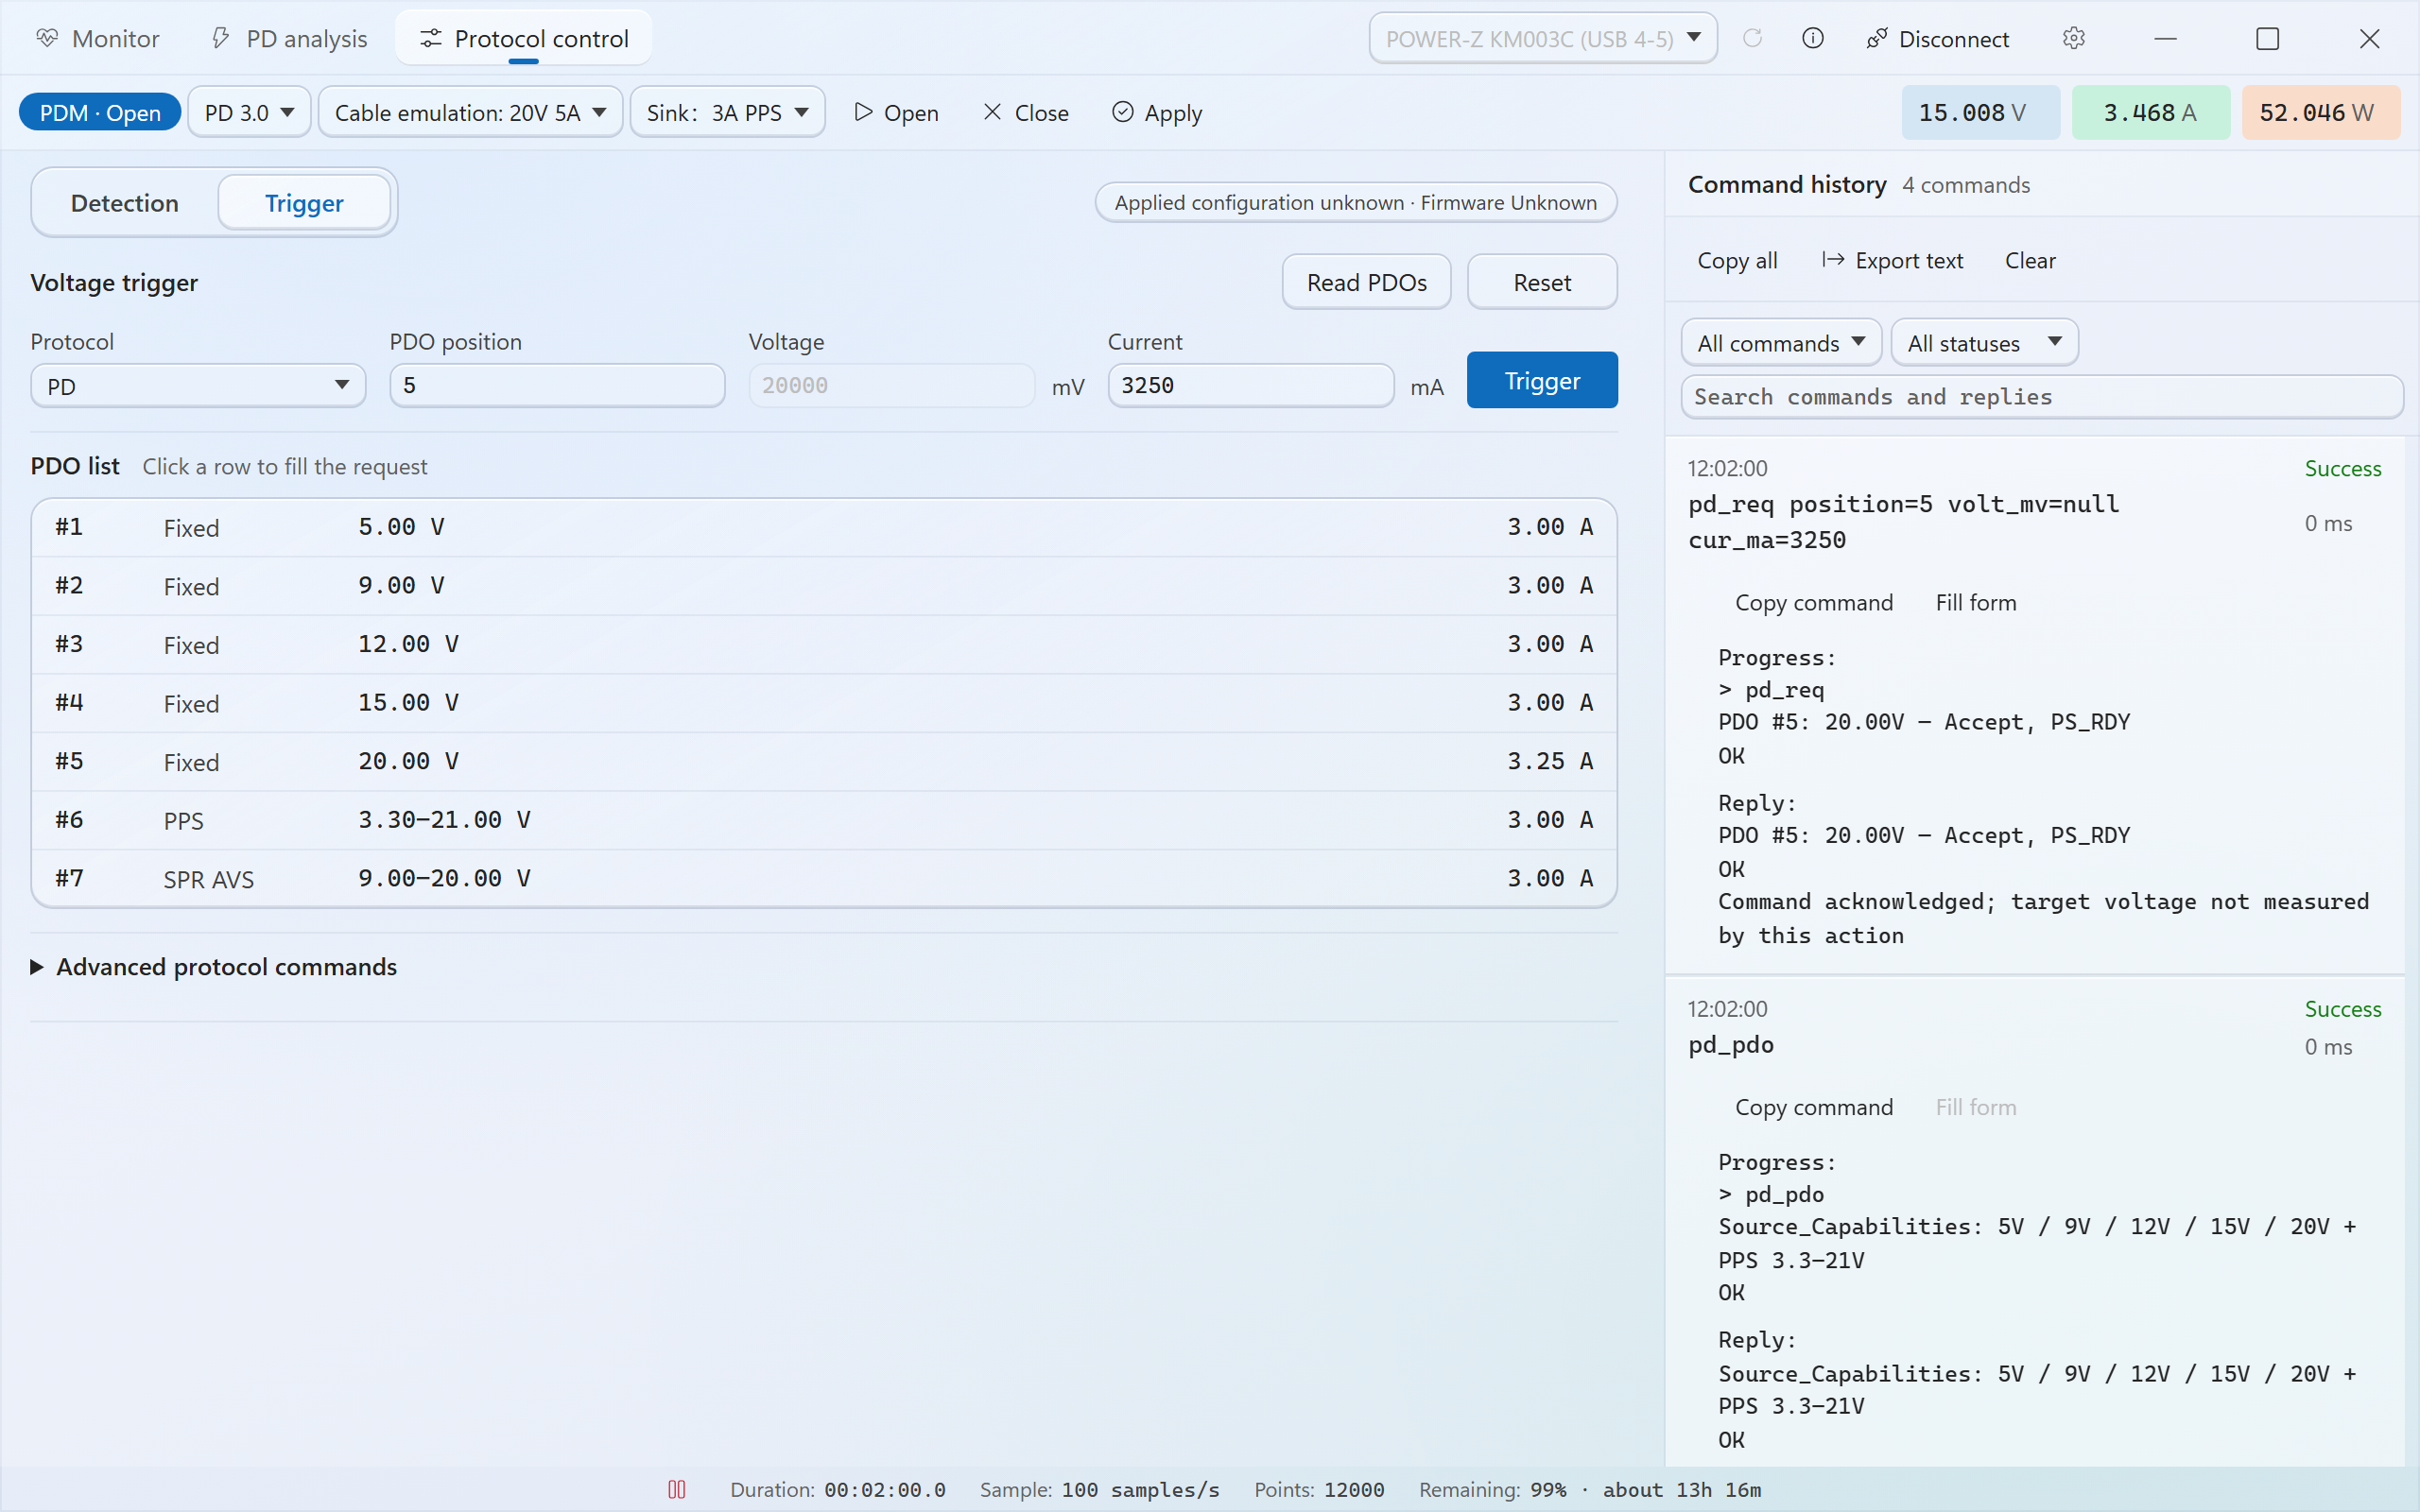 Monitor PD analysis Protocol control POWER-Z KM003C (USB 4-5) Disconnect
PDM · Open PD 3.0 Cable emulation: 20V 5A Sink: 3A PPS Open Close Apply 15.008 V 3.468 A 52.046 W
Detection Trigger Applied configuration unknown · Firmware Unknown
Voltage trigger Read PDOs Reset
Protocol PDO position Voltage Current
PD 5 20000 mV 3250 mA Trigger
PDO list Click a row to fill the request
#1 Fixed 5.00 V 3.00 A
#2 Fixed 9.00 V 3.00 A
#3 Fixed 12.00 V 3.00 A
#4 Fixed 15.00 V 3.00 A
#5 Fixed 20.00 V 3.25 A
#6 PPS 3.30–21.00 V 3.00 A
#7 SPR AVS 9.00–20.00 V 3.00 A
Advanced protocol commands
Command history 4 commands
Copy all Export text Clear
All commands All statuses
Search commands and replies
12:02:00 Success
pd_req position=5 volt_mv=null
cur_ma=3250
0 ms
Copy command Fill form
Progress:
> pd_req
PDO #5: 20.00V — Accept, PS_RDY
OK
Reply:
PDO #5: 20.00V — Accept, PS_RDY
OK
Command acknowledged; target voltage not measured
by this action
12:02:00 Success
pd_pdo 0 ms
Copy command Fill form
Progress:
> pd_pdo
Source_Capabilities: 5V / 9V / 12V / 15V / 20V +
PPS 3.3–21V
OK
Reply:
Source_Capabilities: 5V / 9V / 12V / 15V / 20V +
PPS 3.3–21V
OK
Duration: 00:02:00.0 Sample: 100 samples/s Points: 12000 Remaining: 99% · about 13h 16m